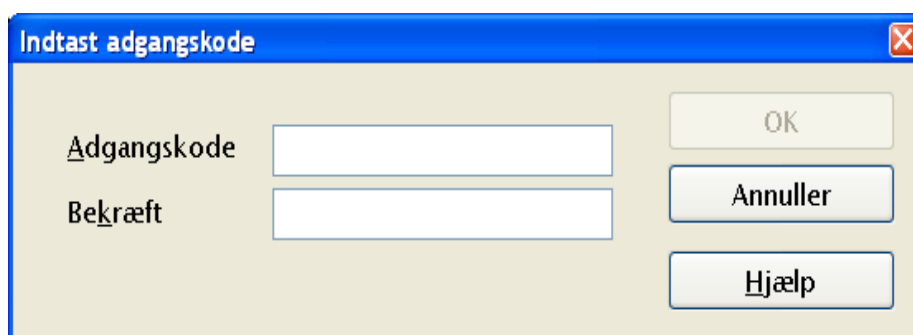 Indtast adgangskode
Adgangskode
Bekræft
OK
Annuller
Hjælp